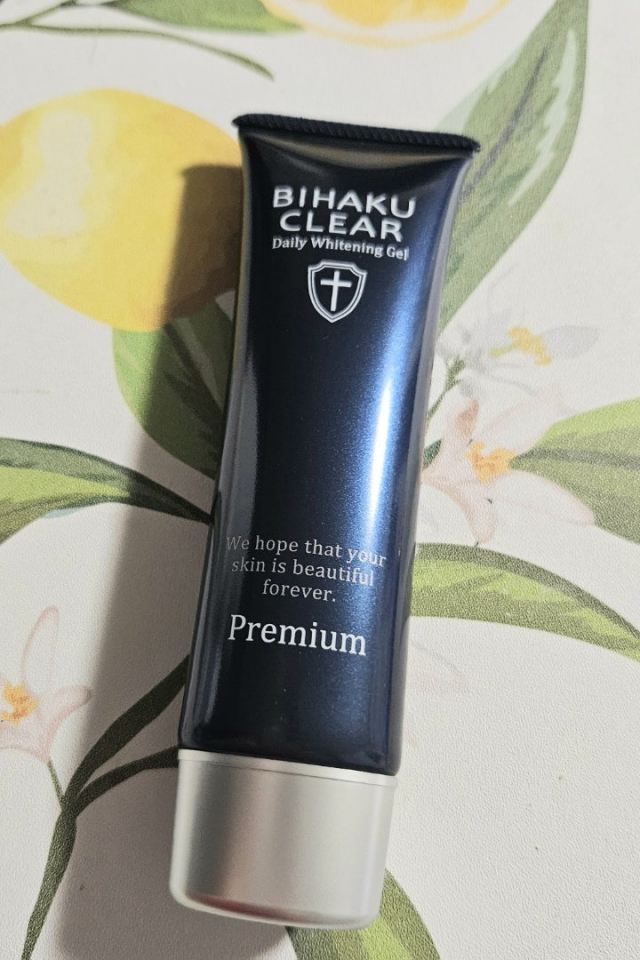 BIHAKU
CLEAR
Daily Whitening Gel
We hope that your
skin is beautiful
forever.
Premium